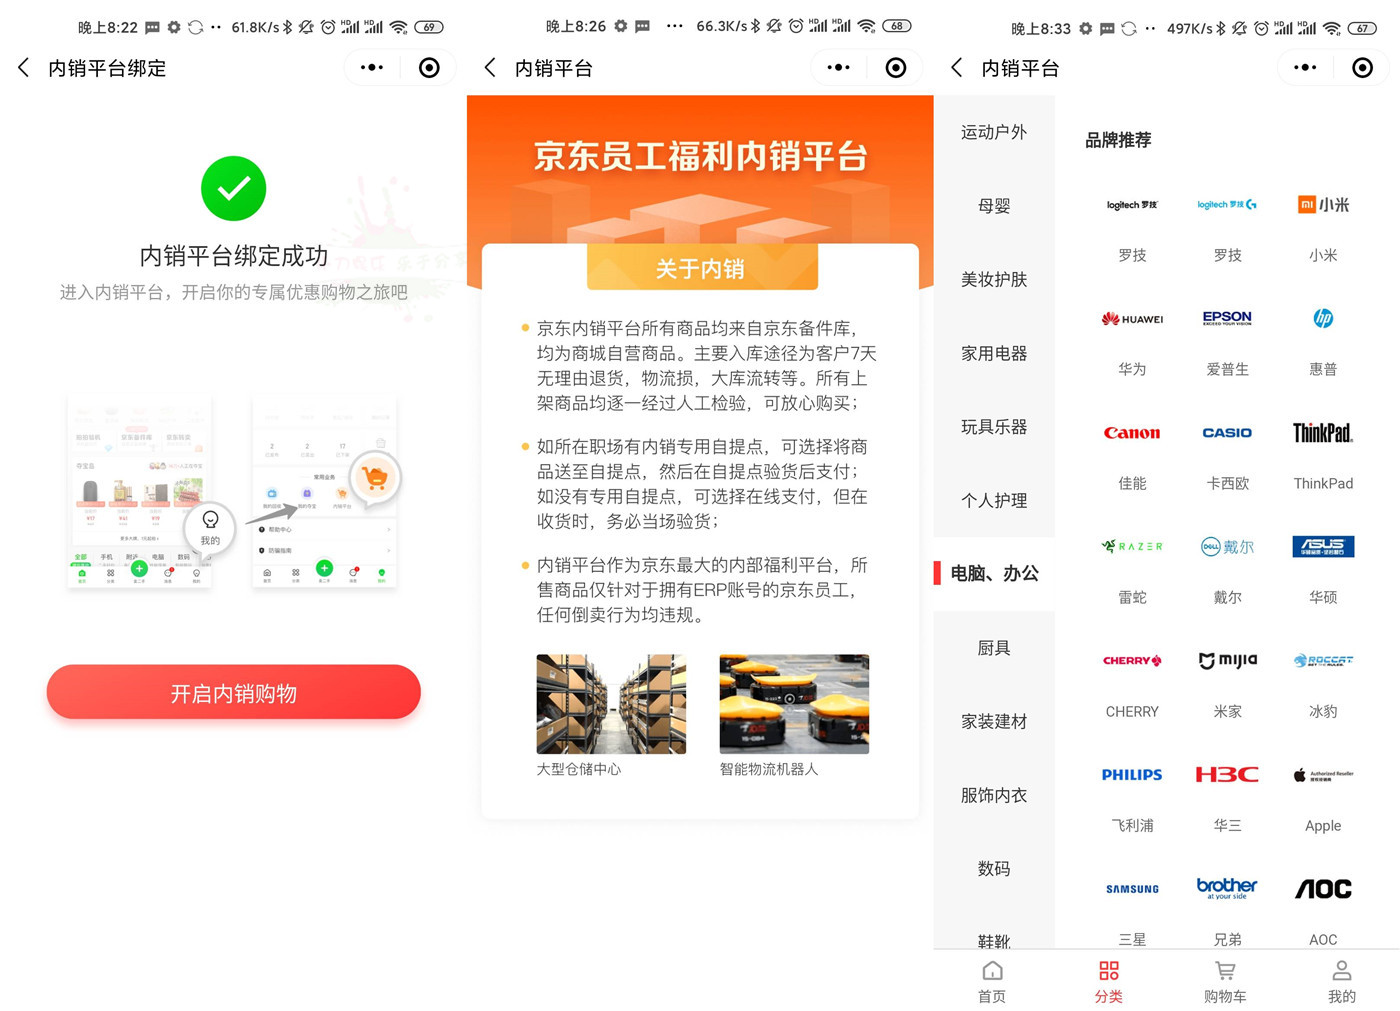 晚上8:22
61.8K/s
69
内销平台绑定
内销平台绑定成功
进入内销平台，开启你的专属优惠购物之旅吧
我的
常用业务
帮助中心
防骗指南
开启内销购物
晚上8:26
66.3K/s
68
内销平台
京东员工福利内销平台
关于内销
京东内销平台所有商品均来自京东备件库，
均为商城自营商品。主要入库途径为客户7天
无理由退货，物流损，大库流转等。所有上
架商品均逐一经过人工检验，可放心购买；
如所在职场有内销专用自提点，可选择将商
品送至自提点，然后在自提点验货后支付；
如没有专用自提点，可选择在线支付，但在
收货时，务必当场验货；
内销平台作为京东最大的内部福利平台，所
售商品仅针对于拥有ERP账号的京东员工，
任何倒卖行为均违规。
大型仓储中心
智能物流机器人
晚上8:33
497K/s
67
内销平台
运动户外
母婴
美妆护肤
家用电器
玩具乐器
个人护理
电脑、办公
厨具
家装建材
服饰内衣
数码
鞋靴
品牌推荐
logitech 罗技
logitech 罗技 G
小米
罗技
罗技
小米
HUAWEI
EPSON
EXCEED YOUR VISION
hp
华为
爱普生
惠普
Canon
CASIO
ThinkPad
佳能
卡西欧
ThinkPad
RAZER
DELL 戴尔
ASUS
雷蛇
戴尔
华硕
CHERRY
MIJIA
ROCCAT
CHERRY
米家
冰豹
PHILIPS
H3C
Authorized Reseller
飞利浦
华三
Apple
SAMSUNG
brother
at your side
AOC
三星
兄弟
AOC
首页
分类
购物车
我的